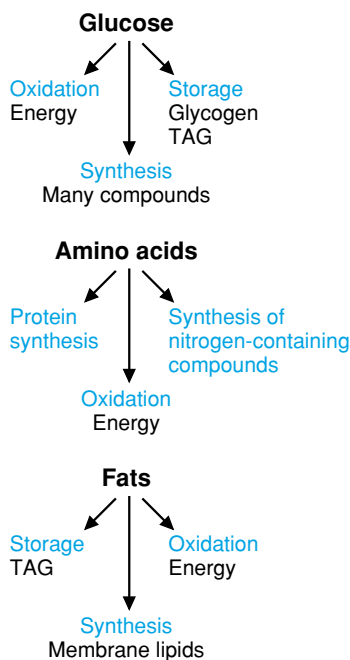 Glucose
Oxidation
Energy
Storage
Glycogen
TAG
Synthesis
Many compounds
Amino acids
Protein
synthesis
Synthesis of
nitrogen-containing
compounds
Oxidation
Energy
Fats
Storage
TAG
Oxidation
Energy
Synthesis
Membrane lipids